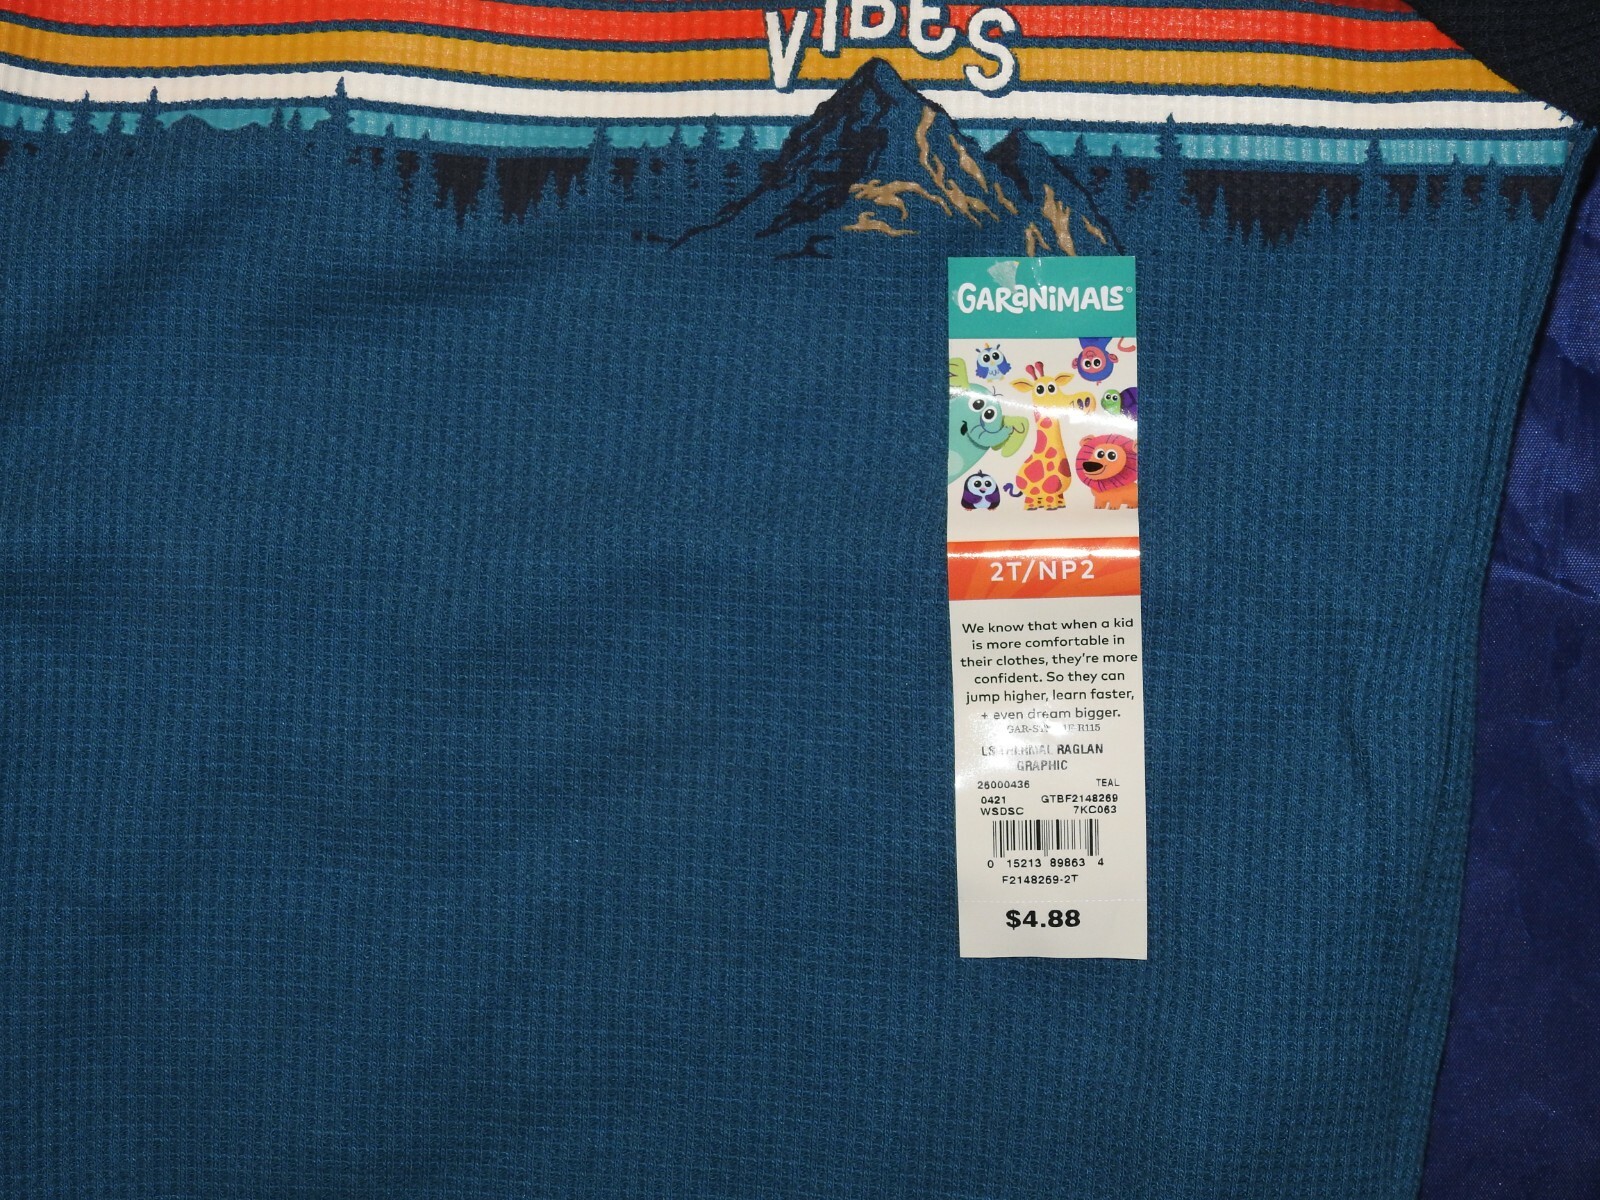 VIBES
GARANIMALS®
2T/NP2
We know that when a kid
is more comfortable in
their clothes, they're more
confident. So they can
jump higher, learn faster,
+ even dream bigger.
R115
LS THERMAL RAGLAN
GRAPHIC
26000436 TEAL
0421 GTBF2148269
WSDSC 7KC063
0 15213 89863 4
F2148269-2T
$4.88